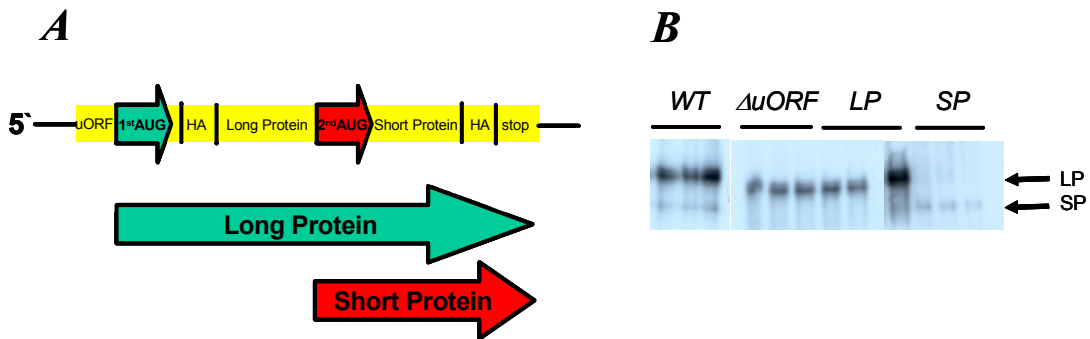 A
5` uORF 1stAUG HA Long Protein 2ndAUG Short Protein HA stop
Long Protein
Short Protein
B
WT ΔuORF LP SP
LP
SP